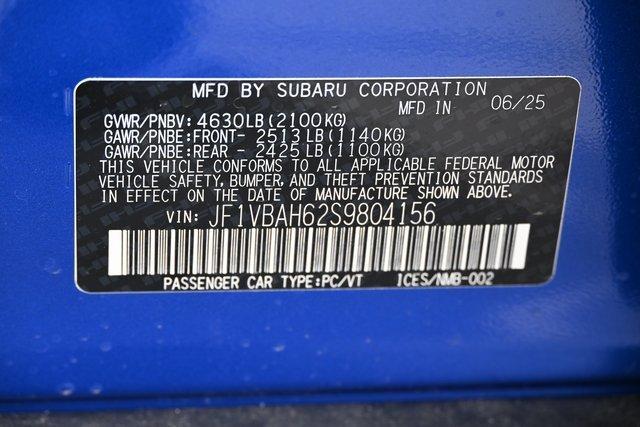 MFD BY SUBARU CORPORATION
MFD IN 06/25
GVWR/PNBV: 4630LB(2100KG)
GAWR/PNBE:FRONT- 2513LB(1140KG)
GAWR/PNBE:REAR - 2425LB(1100KG)
THIS VEHICLE CONFORMS TO ALL APPLICABLE FEDERAL MOTOR
VEHICLE SAFETY, BUMPER, AND THEFT PREVENTION STANDARDS
IN EFFECT ON THE DATE OF MANUFACTURE SHOWN ABOVE.
VIN: JF1VBAH62S9804156
PASSENGER CAR TYPE:PC/VT ICES/NMB-002